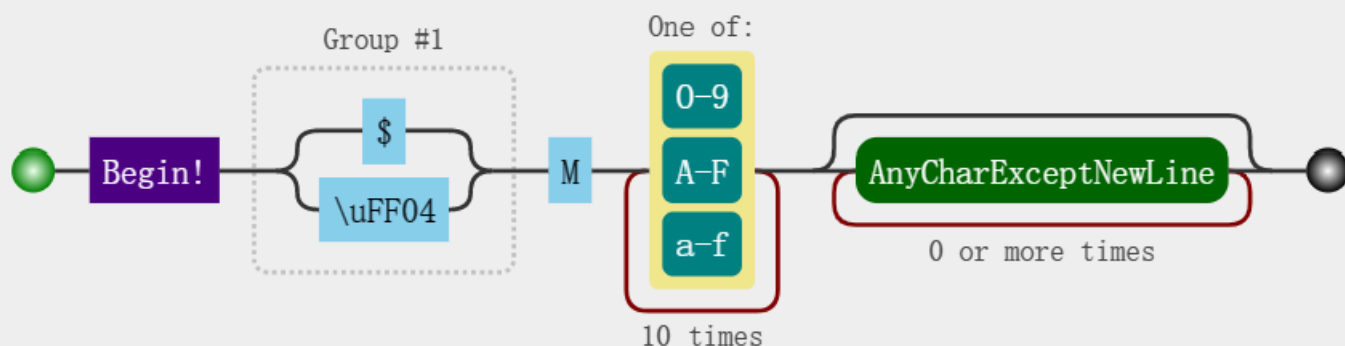 One of:
Group #1
0-9
$
Begin!
M
A-F
AnyCharExceptNewLine
\uFF04
a-f
0 or more times
10 times